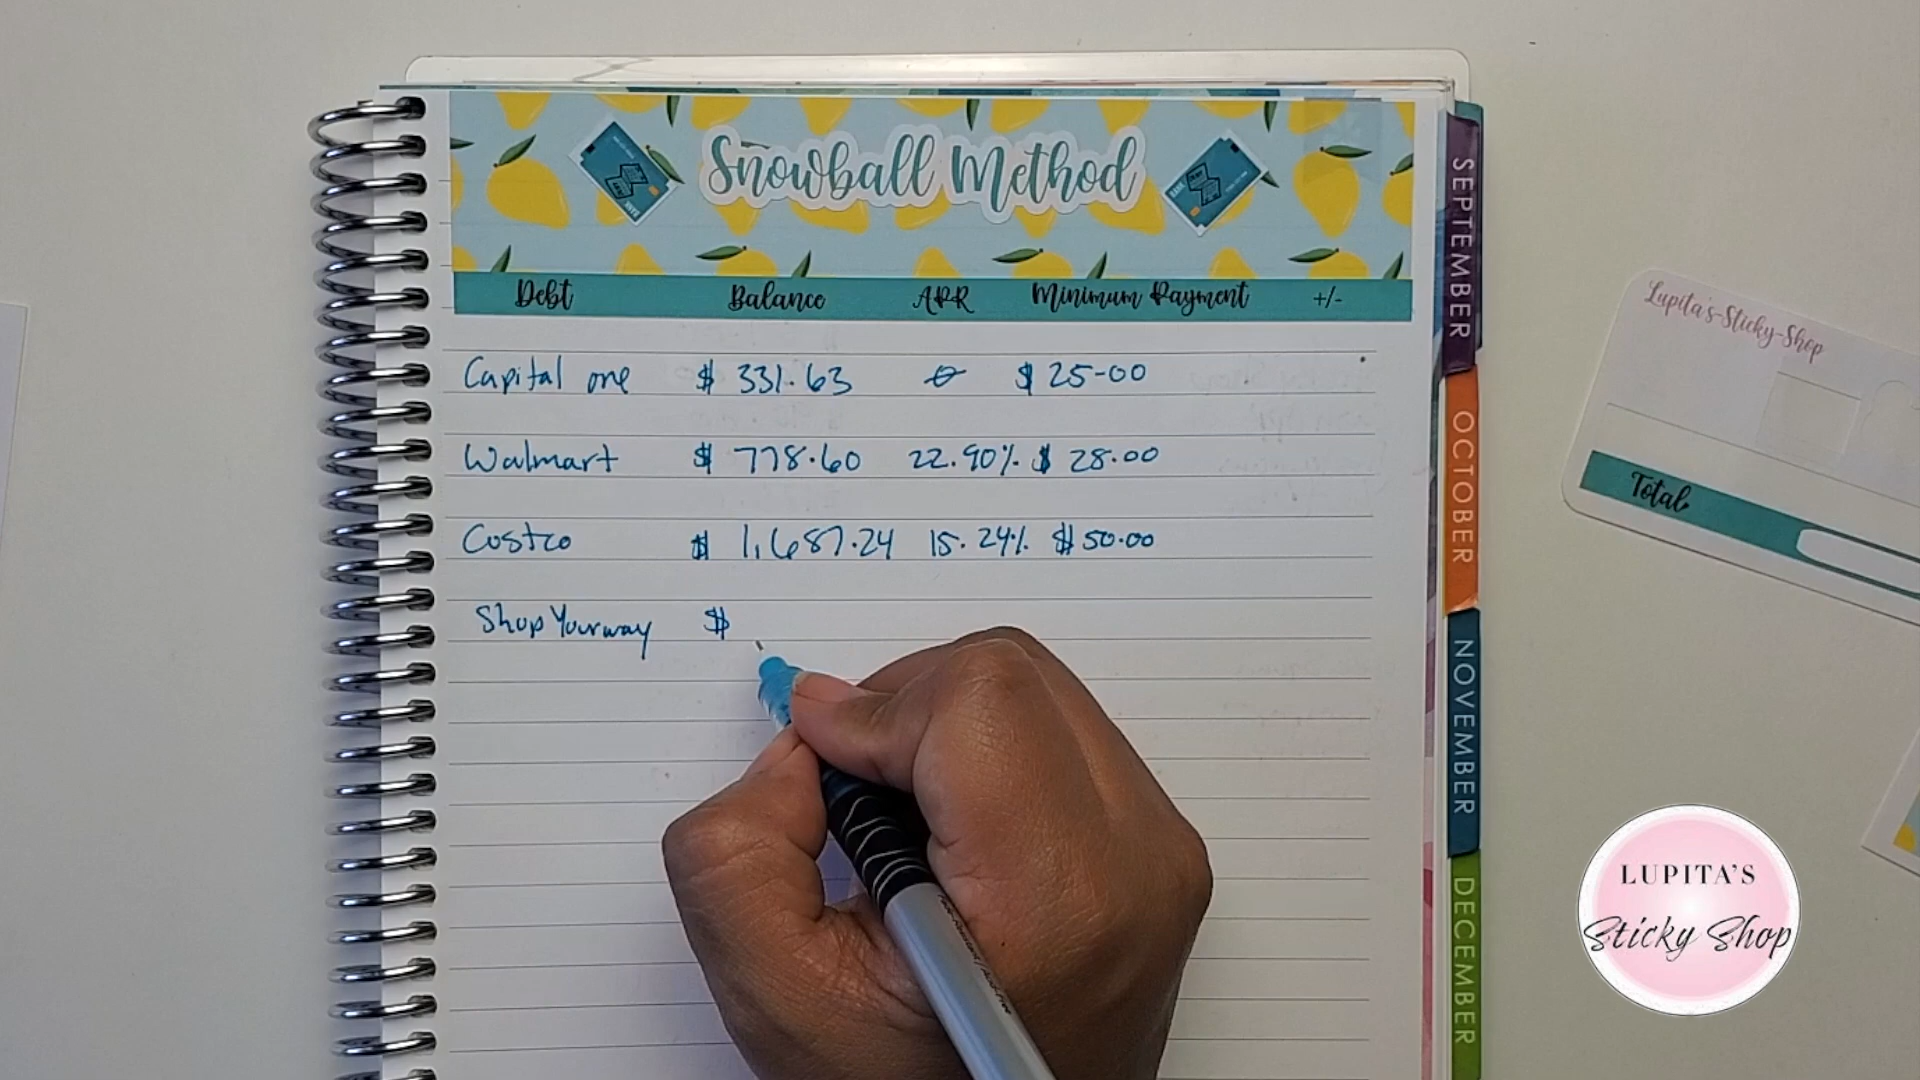 Snowball Method
Debt Balance APR Minimum Payment +/-
Capital one $ 331.63 0 $ 25-00
Walmart $ 778.60 22.90% $ 28.00
Costco $ 1,687.24 15.24% $50.00
Shop Yourway $
SEPTEMBER
OCTOBER
NOVEMBER
DECEMBER
Lupita's-Sticky-Shop
Total
LUPITA'S
Sticky Shop